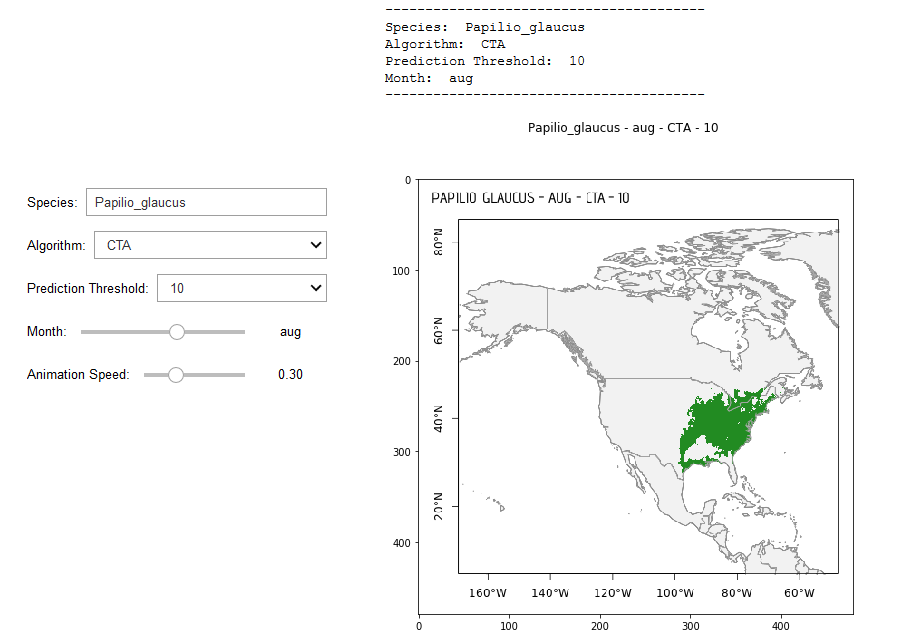 ----------------------------------------
Species:  Papilio_glaucus
Algorithm:  CTA
Prediction Threshold:  10
Month:  aug
----------------------------------------
Papilio_glaucus - aug - CTA - 10
Species: Papilio_glaucus
Algorithm: CTA
Prediction Threshold: 10
Month: aug
Animation Speed: 0.30
0
100
200
300
400
PAPILIO GLAUCUS - AUG - CTA - 10
80°N
60°N
40°N
20°N
160°W 140°W 120°W 100°W 80°W 60°W
0 100 200 300 400